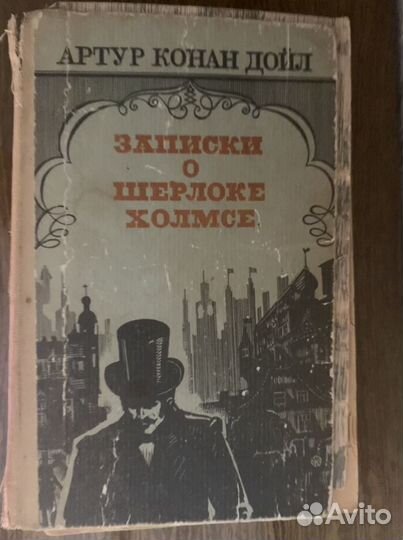 АРТУР КОНАН ДОЙЛ
ЗАПИСКИ
О
ШЕРЛОКЕ
ХОЛМСЕ
Avito